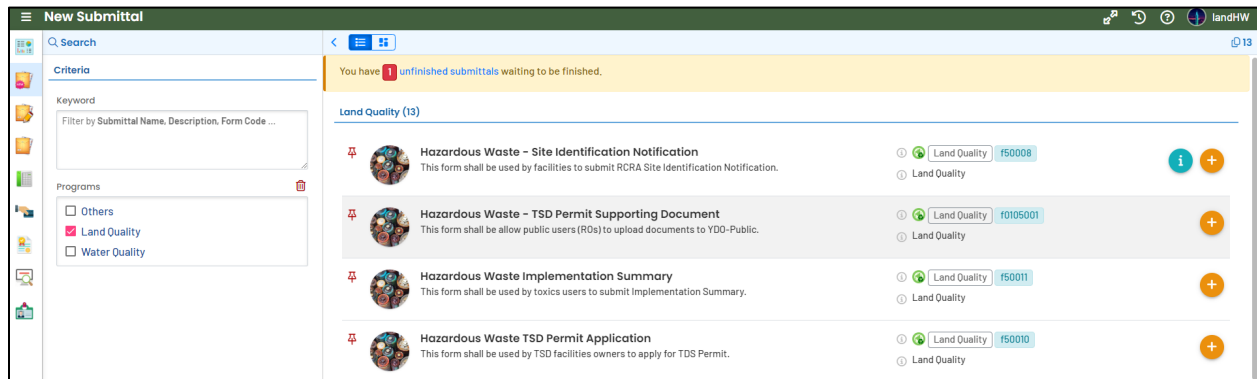 New Submittal
landHW
Search
13
Criteria
You have 1 unfinished submittals waiting to be finished.
Keyword
Filter by Submittal Name, Description, Form Code ...
Land Quality (13)
Hazardous Waste - Site Identification Notification
This form shall be used by facilities to submit RCRA Site Identification Notification.
Land Quality f50008
Land Quality
Programs
Others
Land Quality
Water Quality
Hazardous Waste - TSD Permit Supporting Document
This form shall be allow public users (ROs) to upload documents to YDO-Public.
Land Quality f0105001
Land Quality
Hazardous Waste Implementation Summary
This form shall be used by toxics users to submit Implementation Summary.
Land Quality f50011
Land Quality
Hazardous Waste TSD Permit Application
This form shall be used by TSD facilities owners to apply for TDS Permit.
Land Quality f50010
Land Quality